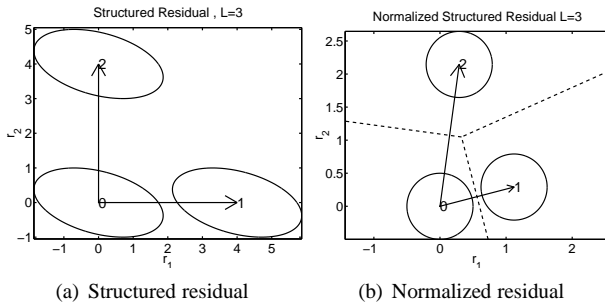 Structured Residual , L=3
5
4
3
2
1
0
-1
r2
2
0
1
-1 0 1 2 3 4 5
r1
(a) Structured residual
Normalized Structured Residual L=3
2.5
2
1.5
1
0.5
0
r2
2
0
1
-1 0 1 2
r1
(b) Normalized residual